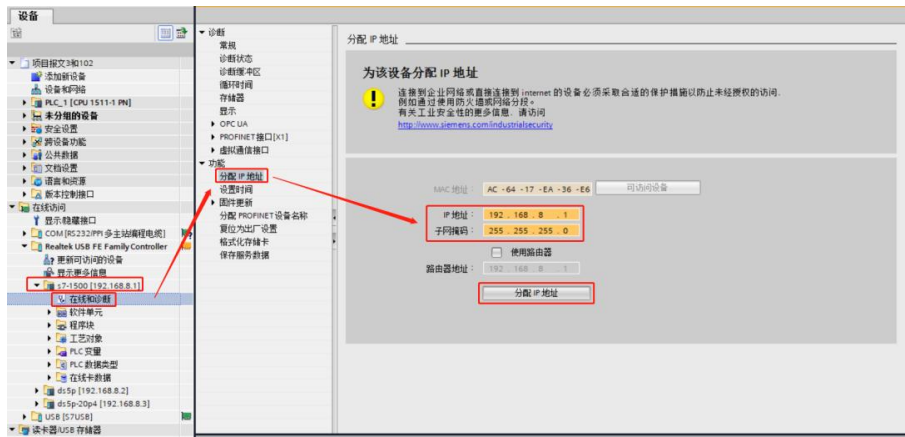 设备
项目报文3和102
添加新设备
设备和网络
PLC_1 [CPU 1511-1 PN]
未分组的设备
安全设置
跨设备功能
公共数据
文档设置
语言和资源
版本控制接口
在线访问
显示/隐藏接口
COM [RS232/PPI 多主站编程电缆]
Realtek USB FE Family Controller
更新可访问的设备
显示更多信息
s7-1500 [192.168.8.1]
在线和诊断
软件单元
程序块
工艺对象
PLC 变量
PLC 数据类型
在线卡数据
ds5p [192.168.8.2]
ds5p-20p4 [192.168.8.3]
USB [S7USB]
读卡器/USB 存储器
诊断
常规
诊断状态
诊断缓冲区
循环时间
存储器
显示
OPC UA
PROFINET 接口[X1]
虚拟通信接口
功能
分配 IP 地址
设置时间
固件更新
分配 PROFINET 设备名称
复位为出厂设置
格式化存储卡
保存服务数据
分配 IP 地址
为该设备分配 IP 地址
连接到企业网络或直接连接到 internet 的设备必须采取合适的保护措施以防止未经授权的访问.
例如通过使用防火墙或网络分段。
有关工业安全性的更多信息. 请访问
http://www.siemens.com/industrialsecurity
MAC 地址： AC -64 -17 -EA -36 -E6 可访问设备
IP 地址： 192 . 168 . 8 . 1
子网掩码： 255 . 255 . 255 . 0
使用路由器
路由器地址： 192 . 168 . 8 . 1
分配 IP 地址